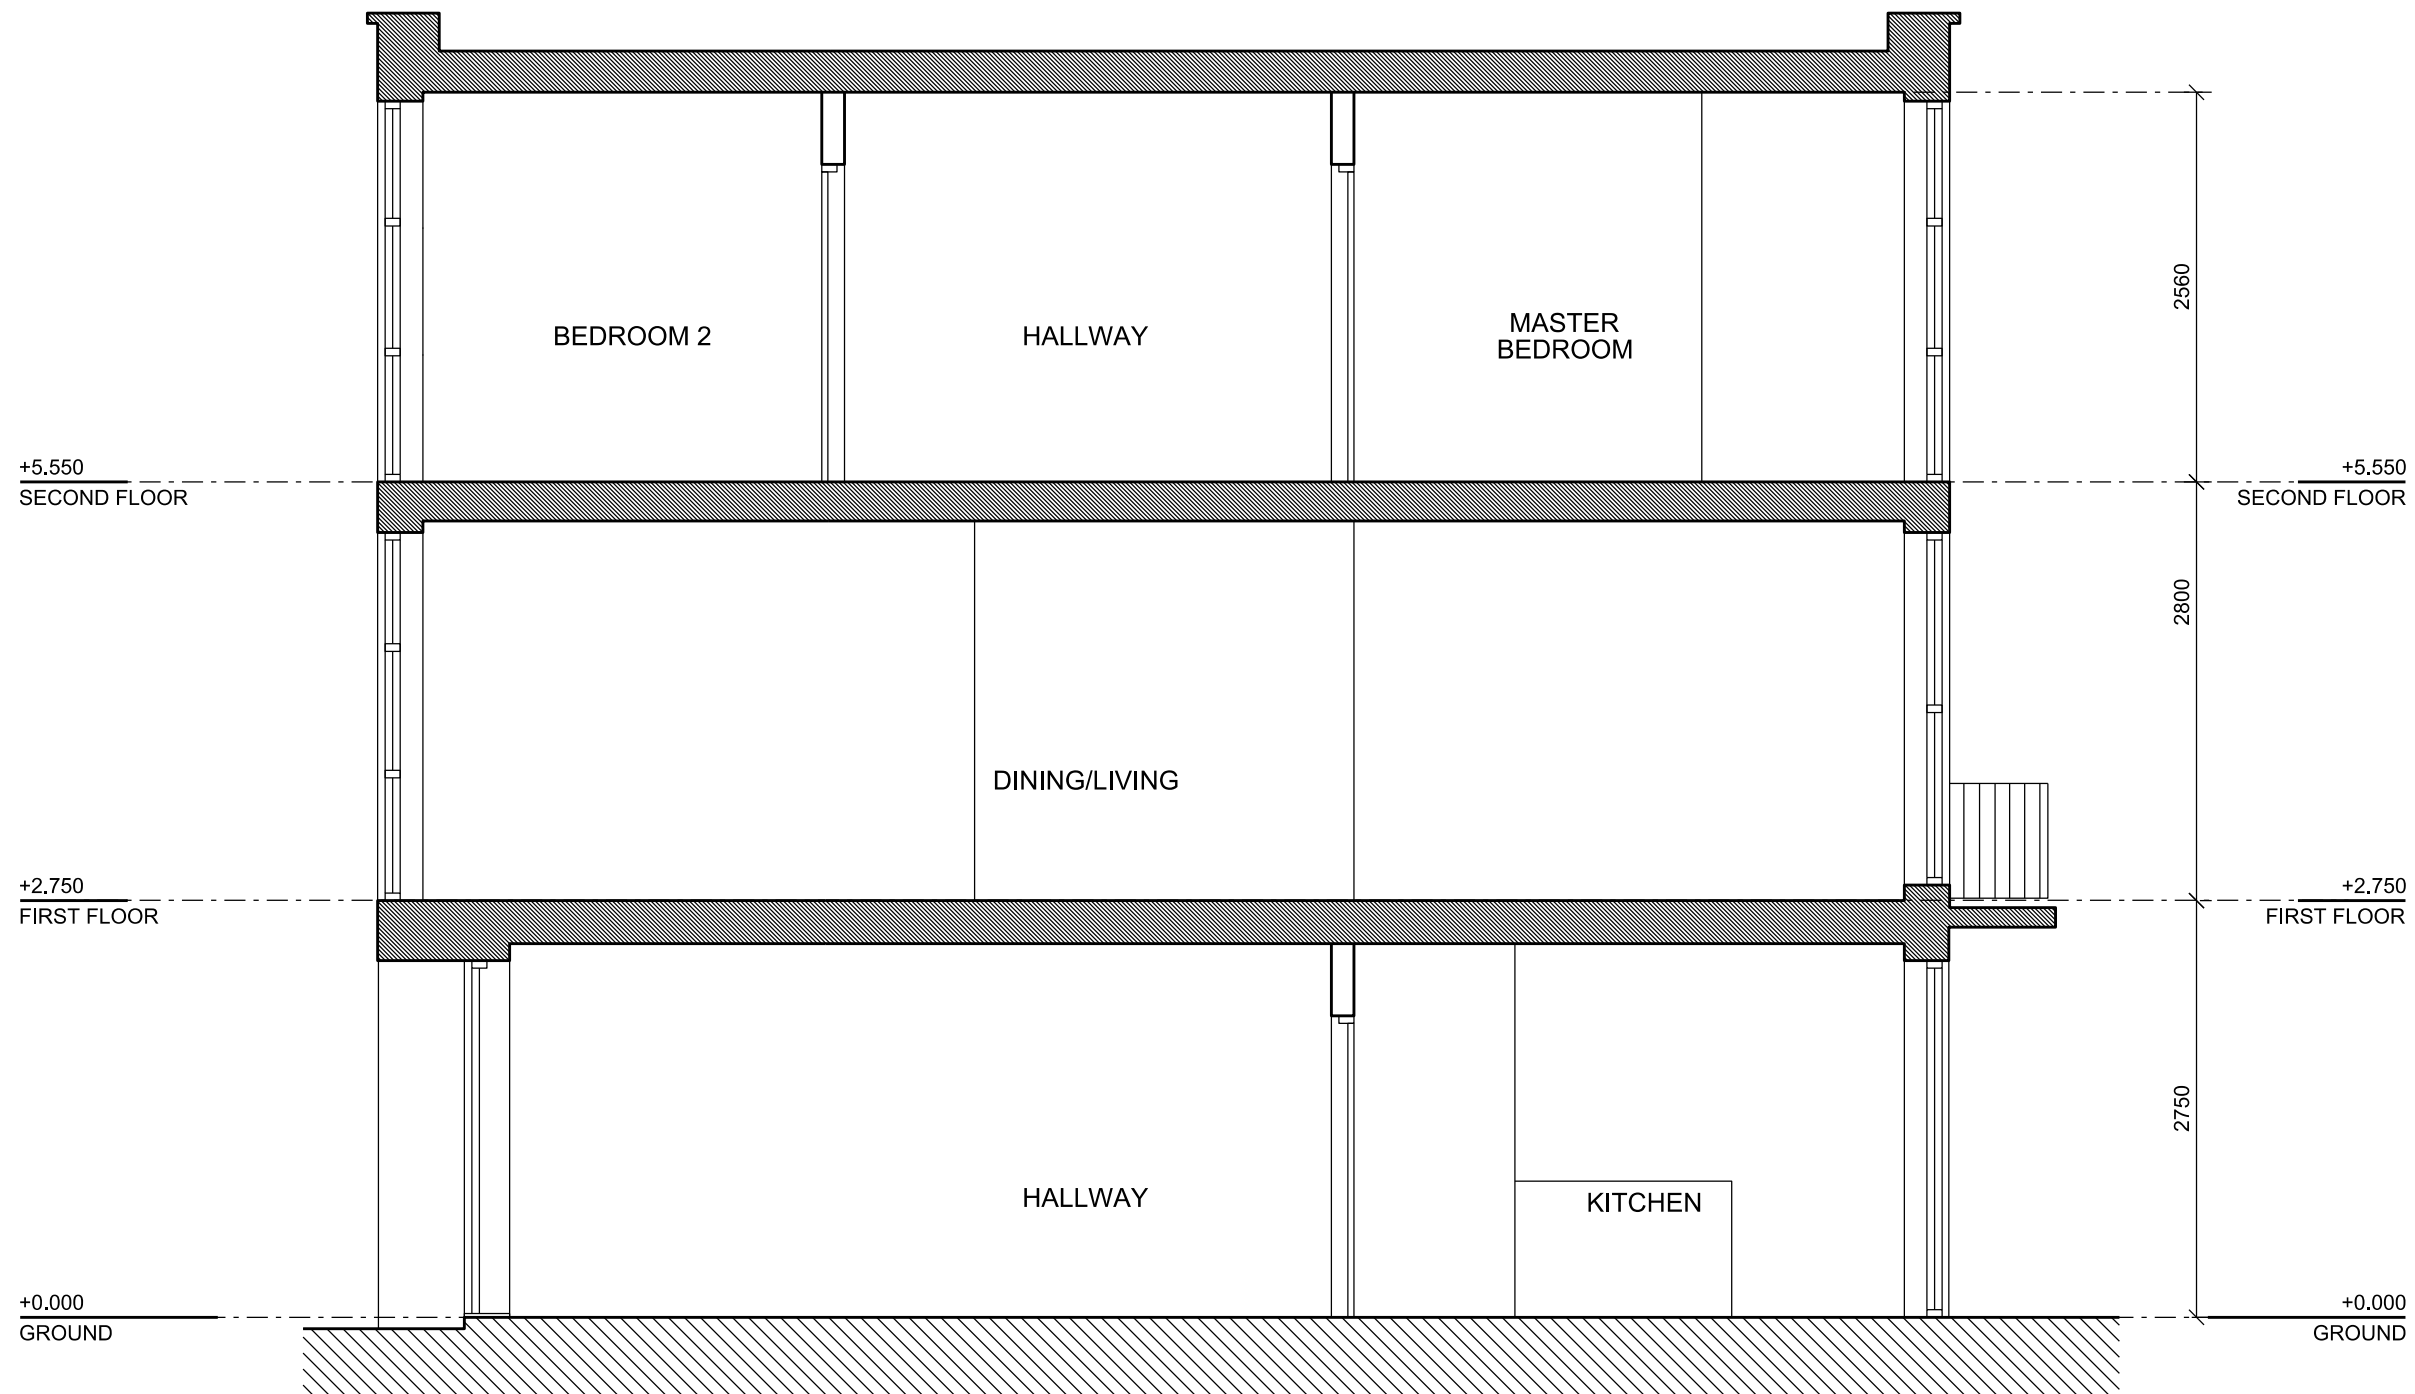 2560
BEDROOM 2
HALLWAY
MASTER
BEDROOM
+5.550
SECOND FLOOR
+5.550
SECOND FLOOR
2800
DINING/LIVING
+2.750
FIRST FLOOR
+2.750
FIRST FLOOR
2750
HALLWAY
KITCHEN
+0.000
GROUND
+0.000
GROUND